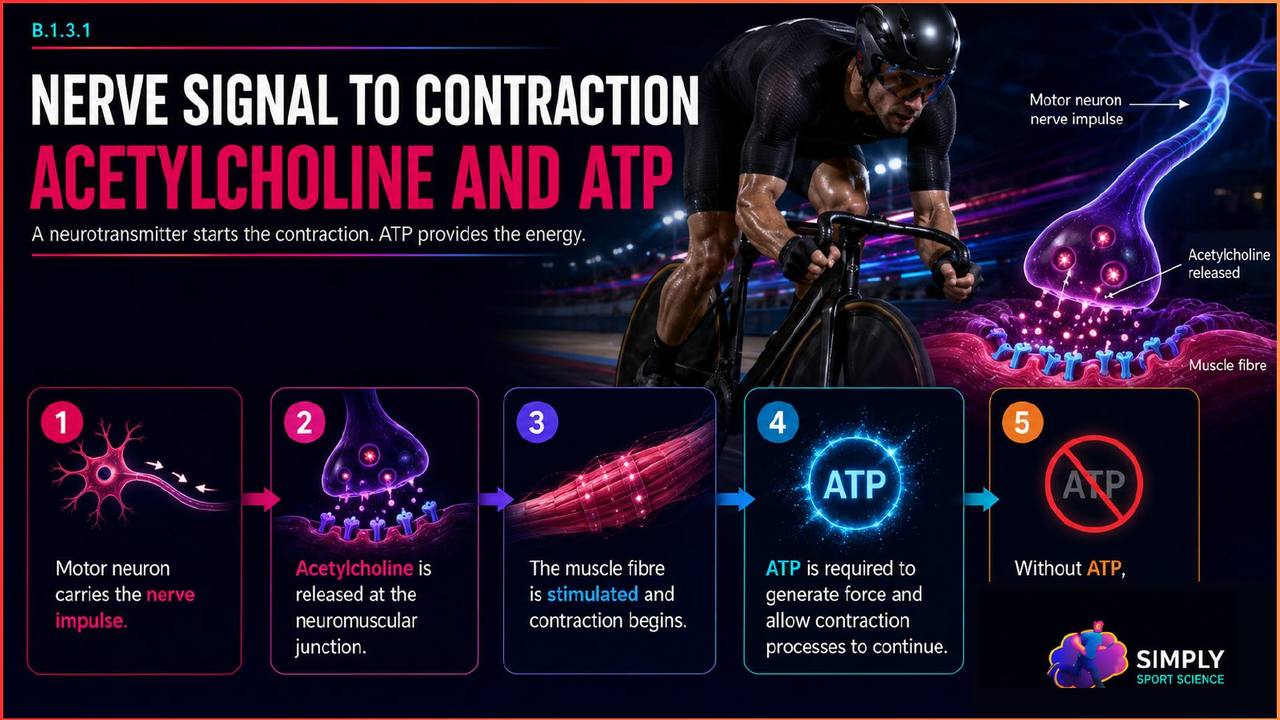 B.1.3.1
NERVE SIGNAL TO CONTRACTION
ACETYLCHOLINE AND ATP
A neurotransmitter starts the contraction. ATP provides the energy.
Motor neuron
nerve impulse
Acetylcholine
released
Muscle fibre
1
Motor neuron
carries the nerve
impulse.
2
Acetylcholine is
released at the
neuromuscular
junction.
3
The muscle fibre
is stimulated and
contraction begins.
4
ATP
ATP is required to
generate force and
allow contraction
processes to continue.
5
ATP
Without ATP,
SIMPLY
SPORT SCIENCE